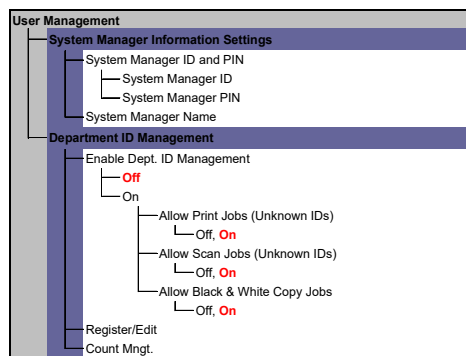 User Management
System Manager Information Settings
System Manager ID and PIN
System Manager ID
System Manager PIN
System Manager Name
Department ID Management
Enable Dept. ID Management
Off
On
Allow Print Jobs (Unknown IDs)
Off, On
Allow Scan Jobs (Unknown IDs)
Off, On
Allow Black & White Copy Jobs
Off, On
Register/Edit
Count Mngt.